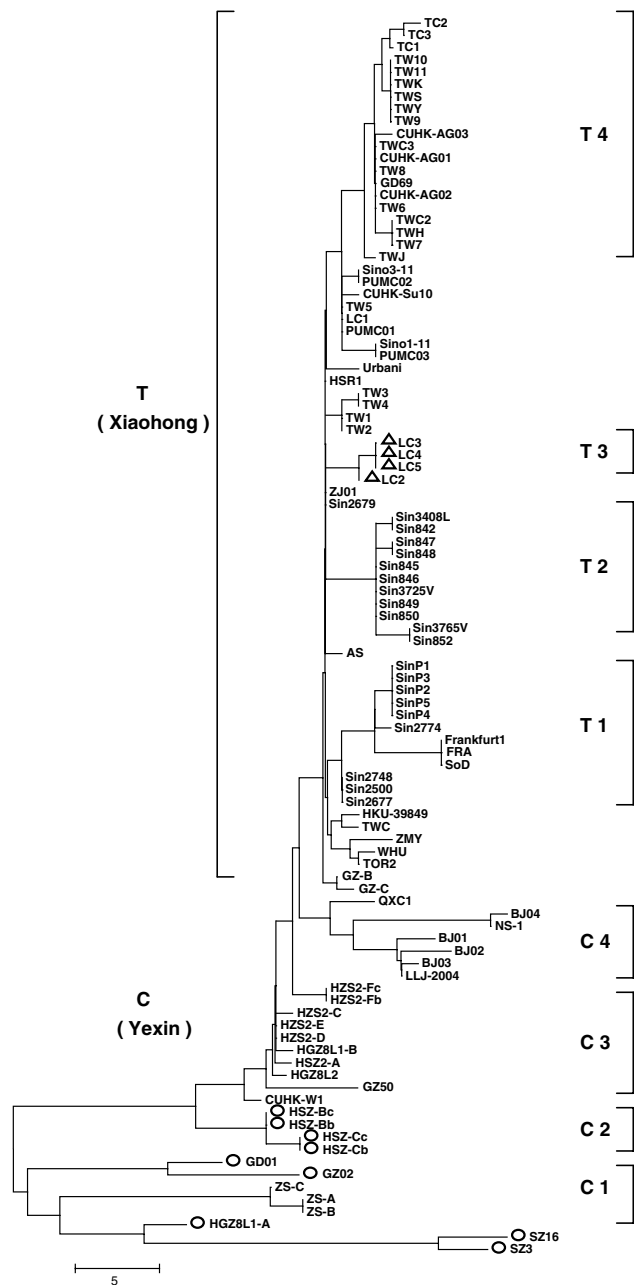 TC2
TC3
TC1
TW10
TW11
TWK
TWS
TWY
TW9
CUHK-AG03
TWC3
CUHK-AG01
TW8
GD69
CUHK-AG02
TW6
TWC2
TWH
TW7
TWJ
T 4
Sino3-11
PUMC02
CUHK-Su10
TW5
LC1
PUMC01
Sino1-11
PUMC03
Urbani
HSR1
TW3
TW4
TW1
TW2
T
( Xiaohong )
LC3
LC4
LC5
LC2
T 3
ZJ01
Sin2679
Sin3408L
Sin842
Sin847
Sin848
Sin845
Sin846
Sin3725V
Sin849
Sin850
Sin3765V
Sin852
T 2
AS
SinP1
SinP3
SinP2
SinP5
SinP4
Sin2774
Frankfurt1
FRA
SoD
Sin2748
Sin2500
Sin2677
T 1
HKU-39849
TWC
ZMY
WHU
TOR2
GZ-B
GZ-C
QXC1
BJ04
NS-1
BJ01
BJ02
BJ03
LLJ-2004
C 4
C
( Yexin )
HZS2-Fc
HZS2-Fb
HZS2-C
HZS2-E
HZS2-D
HGZ8L1-B
HSZ2-A
HGZ8L2
GZ50
C 3
CUHK-W1
HSZ-Bc
HSZ-Bb
HSZ-Cc
HSZ-Cb
C 2
GD01
GZ02
ZS-C
ZS-A
ZS-B
HGZ8L1-A
C 1
SZ16
SZ3
5